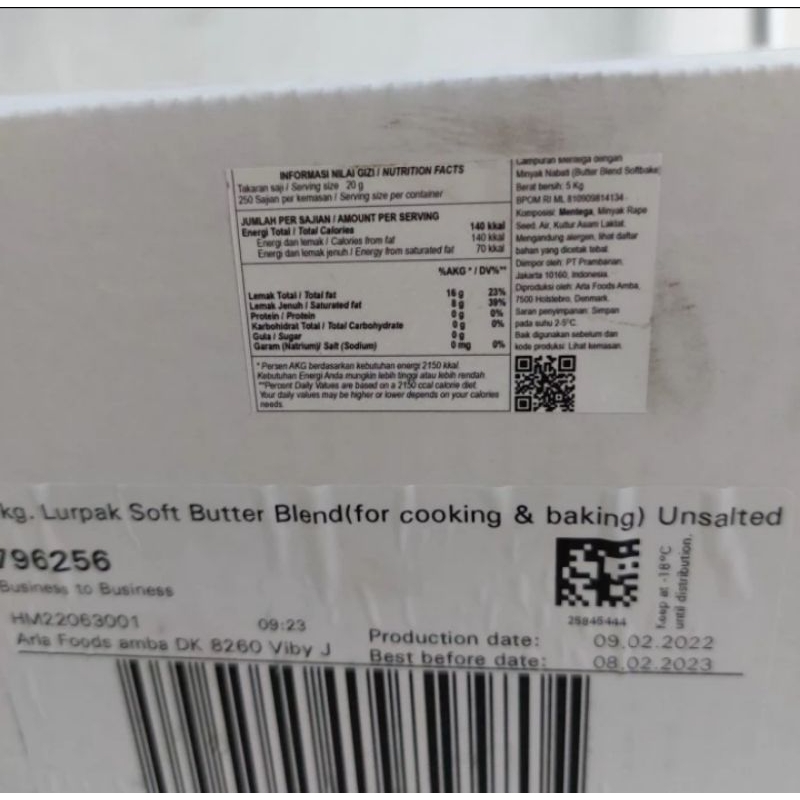 INFORMASI NILAI GIZI / NUTRITION FACTS
Takaran saji / Serving size 20 g
250 Sajian per kemasan / Serving size per container
JUMLAH PER SAJIAN / AMOUNT PER SERVING
Energi Total / Total Calories 140 kkal
Energi dari lemak / Calories from fat 140 kkal
Energi dari lemak jenuh / Energy from saturated fat 70 kkal
%AKG * / DV%**
Lemak Total / Total fat 16 g 23%
Lemak Jenuh / Saturated fat 8 g 39%
Protein / Protein 0 g 0%
Karbohidrat Total / Total Carbohydrate 0 g 0%
Gula / Sugar 0 g
Garam (Natrium)/ Salt (Sodium) 0 mg 0%
* Persen AKG berdasarkan kebutuhan energi 2150 kkal.
Kebutuhan Energi Anda mungkin lebih tinggi atau lebih rendah
**Percent Daily Values are based on a 2150 ccal calorie diet
Your daily values may be higher or lower depends on your calories
needs.
Campuran Mentega dengan
Minyak Nabati (Butter Blend Softbake)
Berat bersih: 5 Kg
BPOM RI ML 810909814134
Komposisi: Mentega, Minyak Rape
Seed, Air, Kultur Asam Laktat.
Mengandung alergen, lihat daftar
bahan yang dicetak tebal.
Diimpor oleh: PT Prambanan,
Jakarta 10160, Indonesia.
Diproduksi oleh: Arla Foods Amba,
7500 Holstebro, Denmark.
Saran penyimpanan: Simpan
pada suhu 2-5°C.
Baik digunakan sebelum dan
kode produksi: Lihat kemasan.
kg. Lurpak Soft Butter Blend(for cooking & baking) Unsalted
796256
Business to Business
HM22063001 09:23
Arla Foods amba DK 8260 Viby J
25845444
Keep at -18°C
until distribution.
Production date: 09.02.2022
Best before date: 08.02.2023